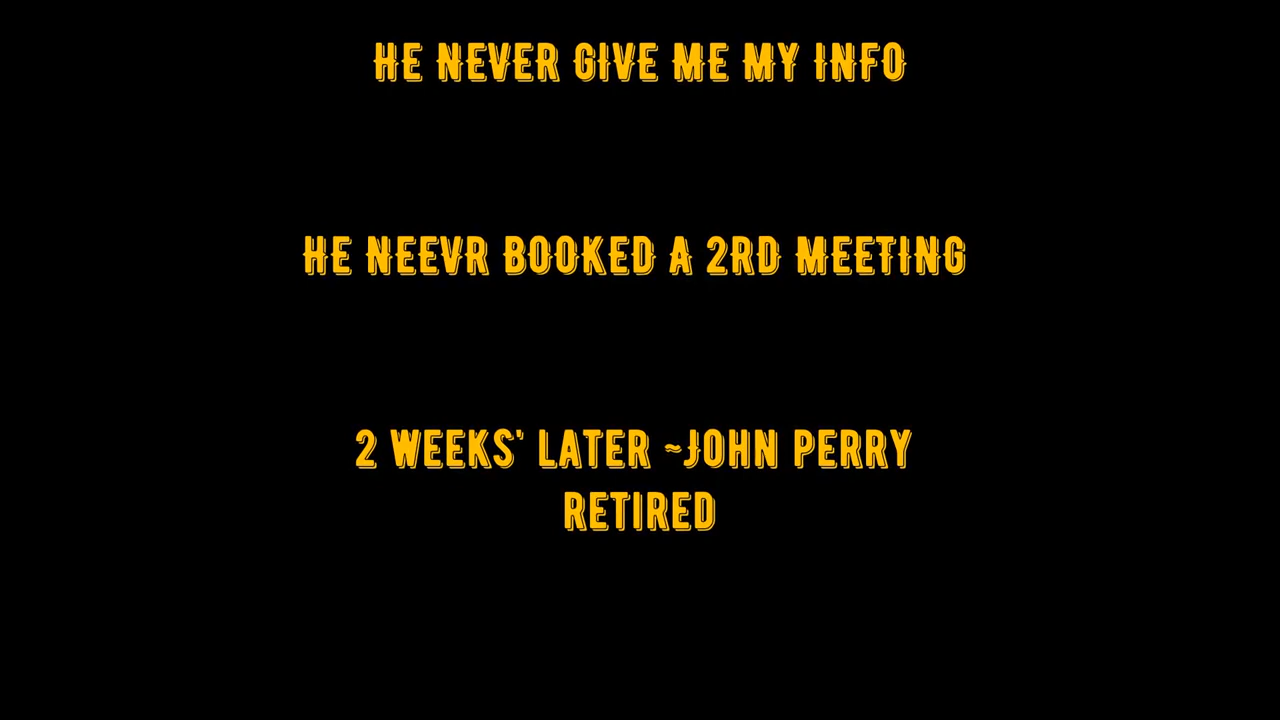 HE NEVER GIVE ME MY INFO
HE NEEVR BOOKED A 2RD MEETING
2 WEEKS' LATER ~JOHN PERRY
RETIRED